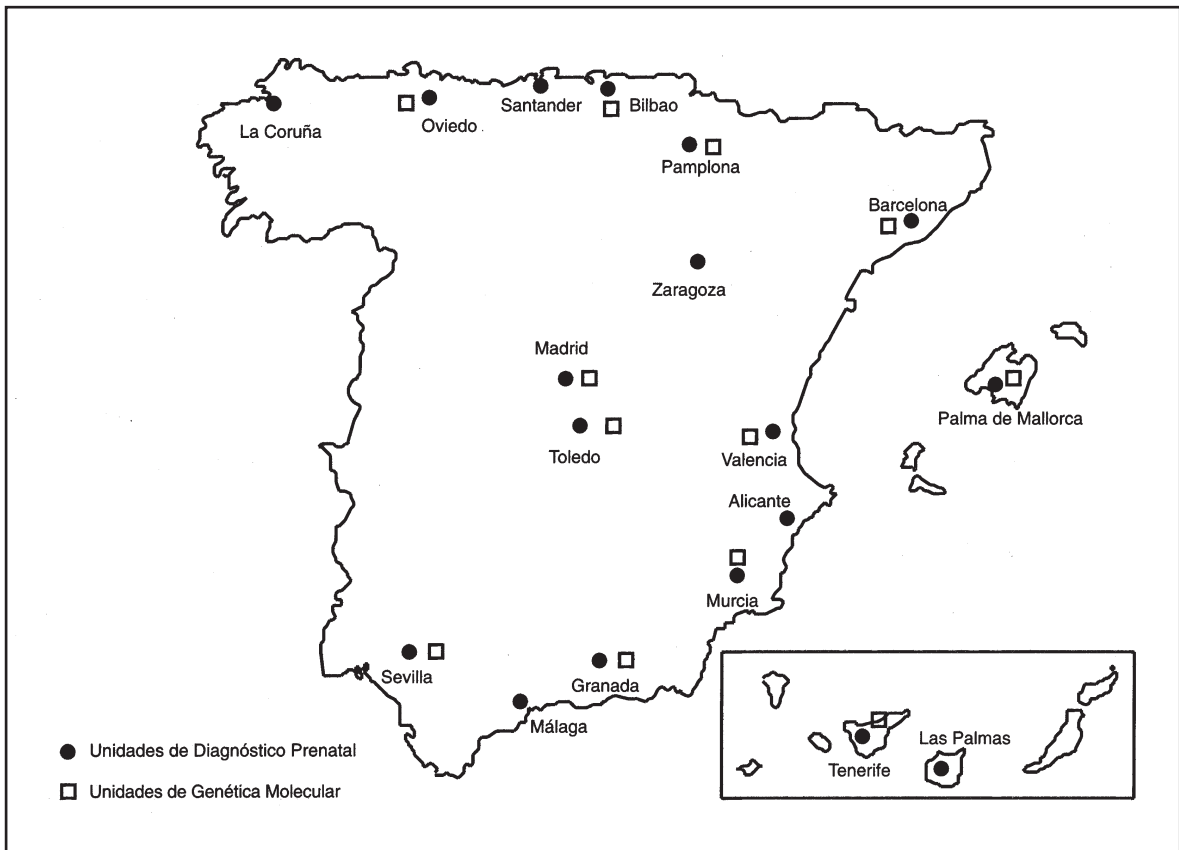 La Coruña
Oviedo
Santander
Bilbao
Pamplona
Barcelona
Zaragoza
Madrid
Toledo
Palma de Mallorca
Valencia
Alicante
Murcia
Sevilla
Granada
Málaga
Las Palmas
Tenerife
Unidades de Diagnóstico Prenatal
Unidades de Genética Molecular